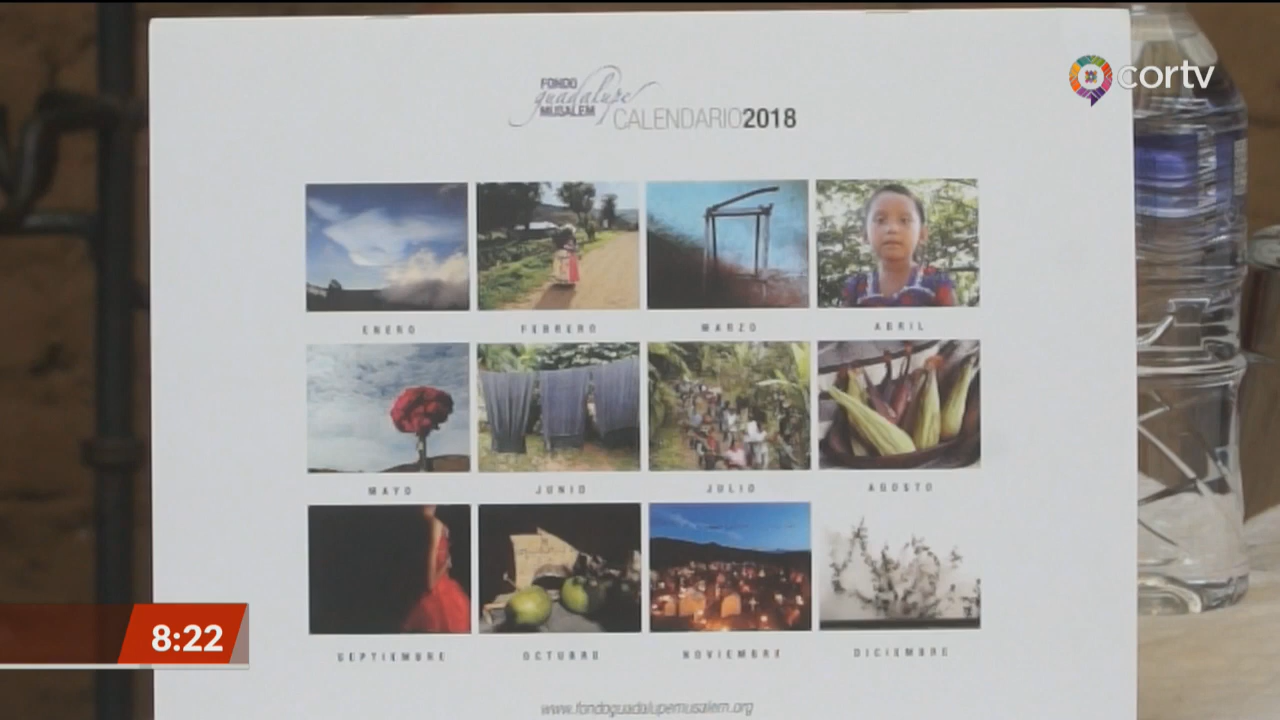 cortv
FONDO
guadalupe
MUSALEM
CALENDARIO2018
ENERO FEBRERO MARZO ABRIL
MAYO JUNIO JULIO AGOSTO
SEPTIEMBRE OCTUBRE NOVIEMBRE DICIEMBRE
8:22
www.fondoguadalupemusalem.org